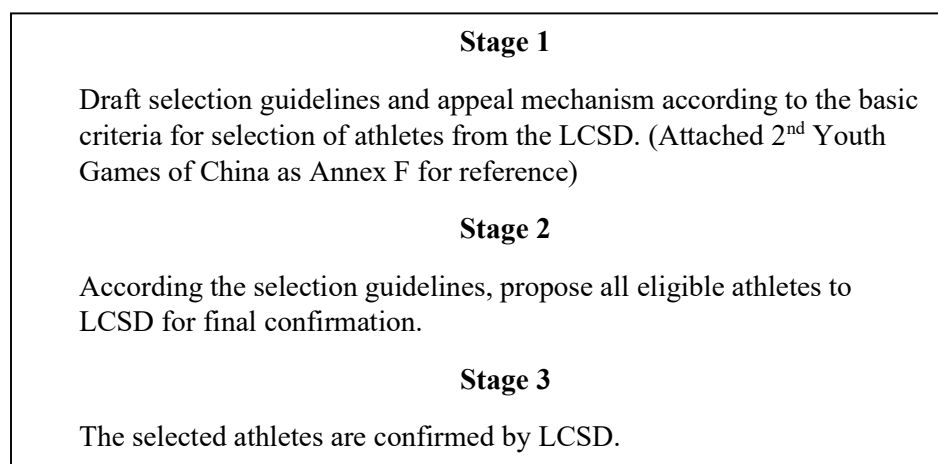 Stage 1
Draft selection guidelines and appeal mechanism according to the basic
criteria for selection of athletes from the LCSD. (Attached 2nd Youth
Games of China as Annex F for reference)
Stage 2
According the selection guidelines, propose all eligible athletes to
LCSD for final confirmation.
Stage 3
The selected athletes are confirmed by LCSD.